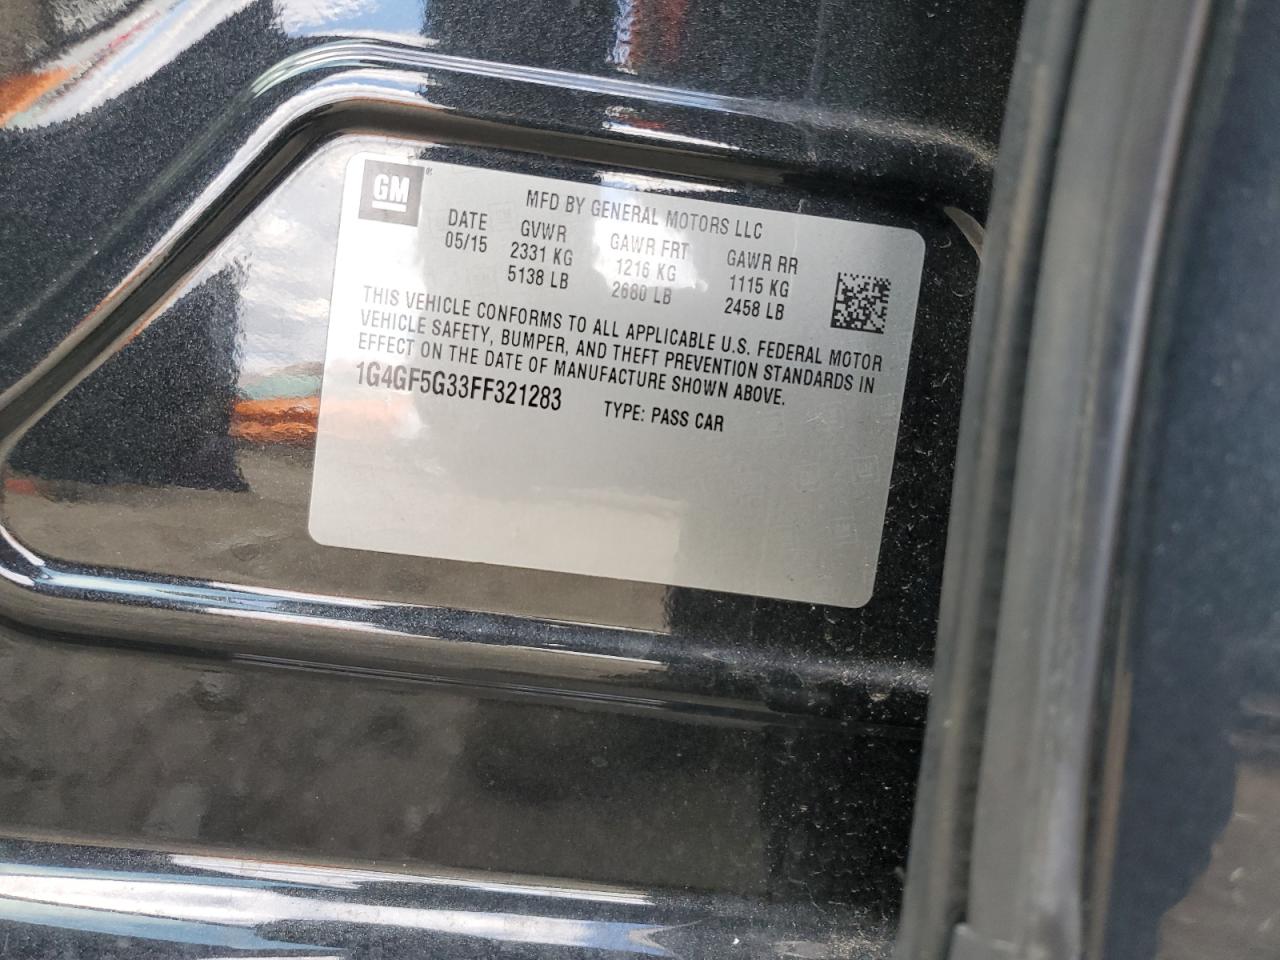 GM®
MFD BY GENERAL MOTORS LLC
DATE GVWR GAWR FRT GAWR RR
05/15 2331 KG 1216 KG 1115 KG
5138 LB 2680 LB 2458 LB
THIS VEHICLE CONFORMS TO ALL APPLICABLE U.S. FEDERAL MOTOR
VEHICLE SAFETY, BUMPER, AND THEFT PREVENTION STANDARDS IN
EFFECT ON THE DATE OF MANUFACTURE SHOWN ABOVE.
1G4GF5G33FF321283 TYPE: PASS CAR